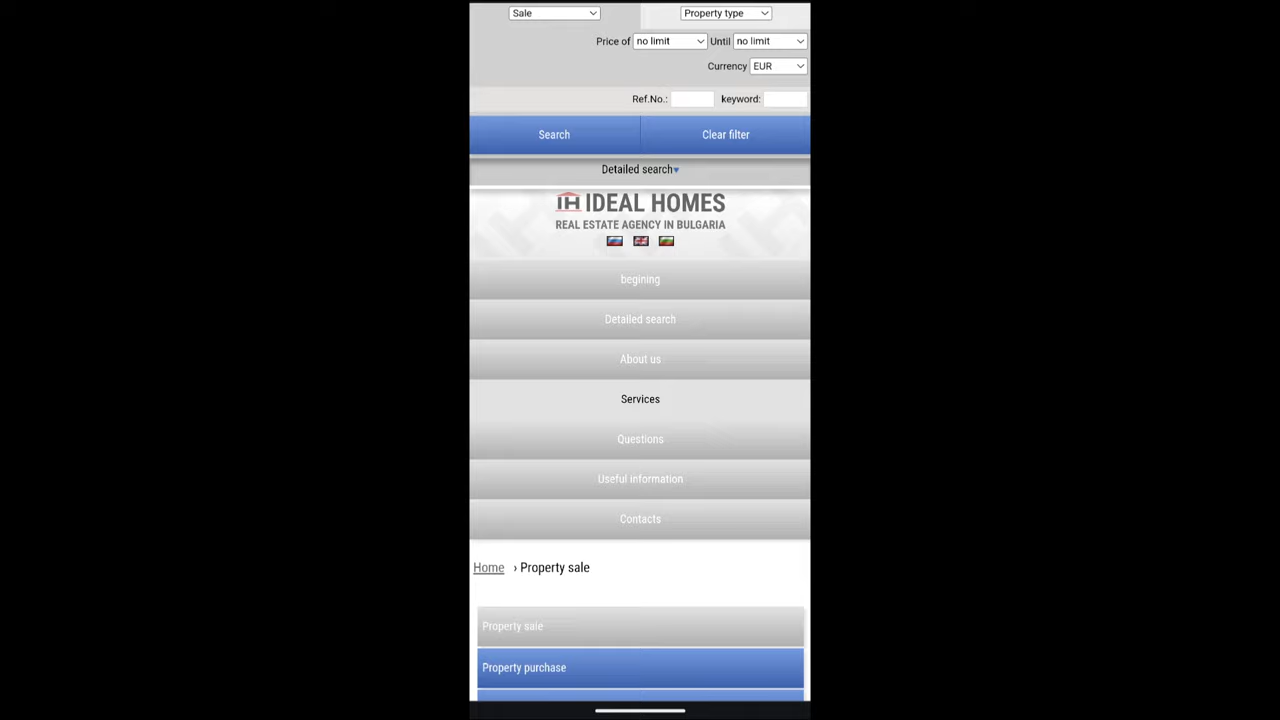 Sale Property type
Price of no limit Until no limit
Currency EUR
Ref.No.: keyword:
Search Clear filter
Detailed search▾
IH IDEAL HOMES
REAL ESTATE AGENCY IN BULGARIA
begining
Detailed search
About us
Services
Questions
Useful information
Contacts
Home › Property sale
Property sale
Property purchase